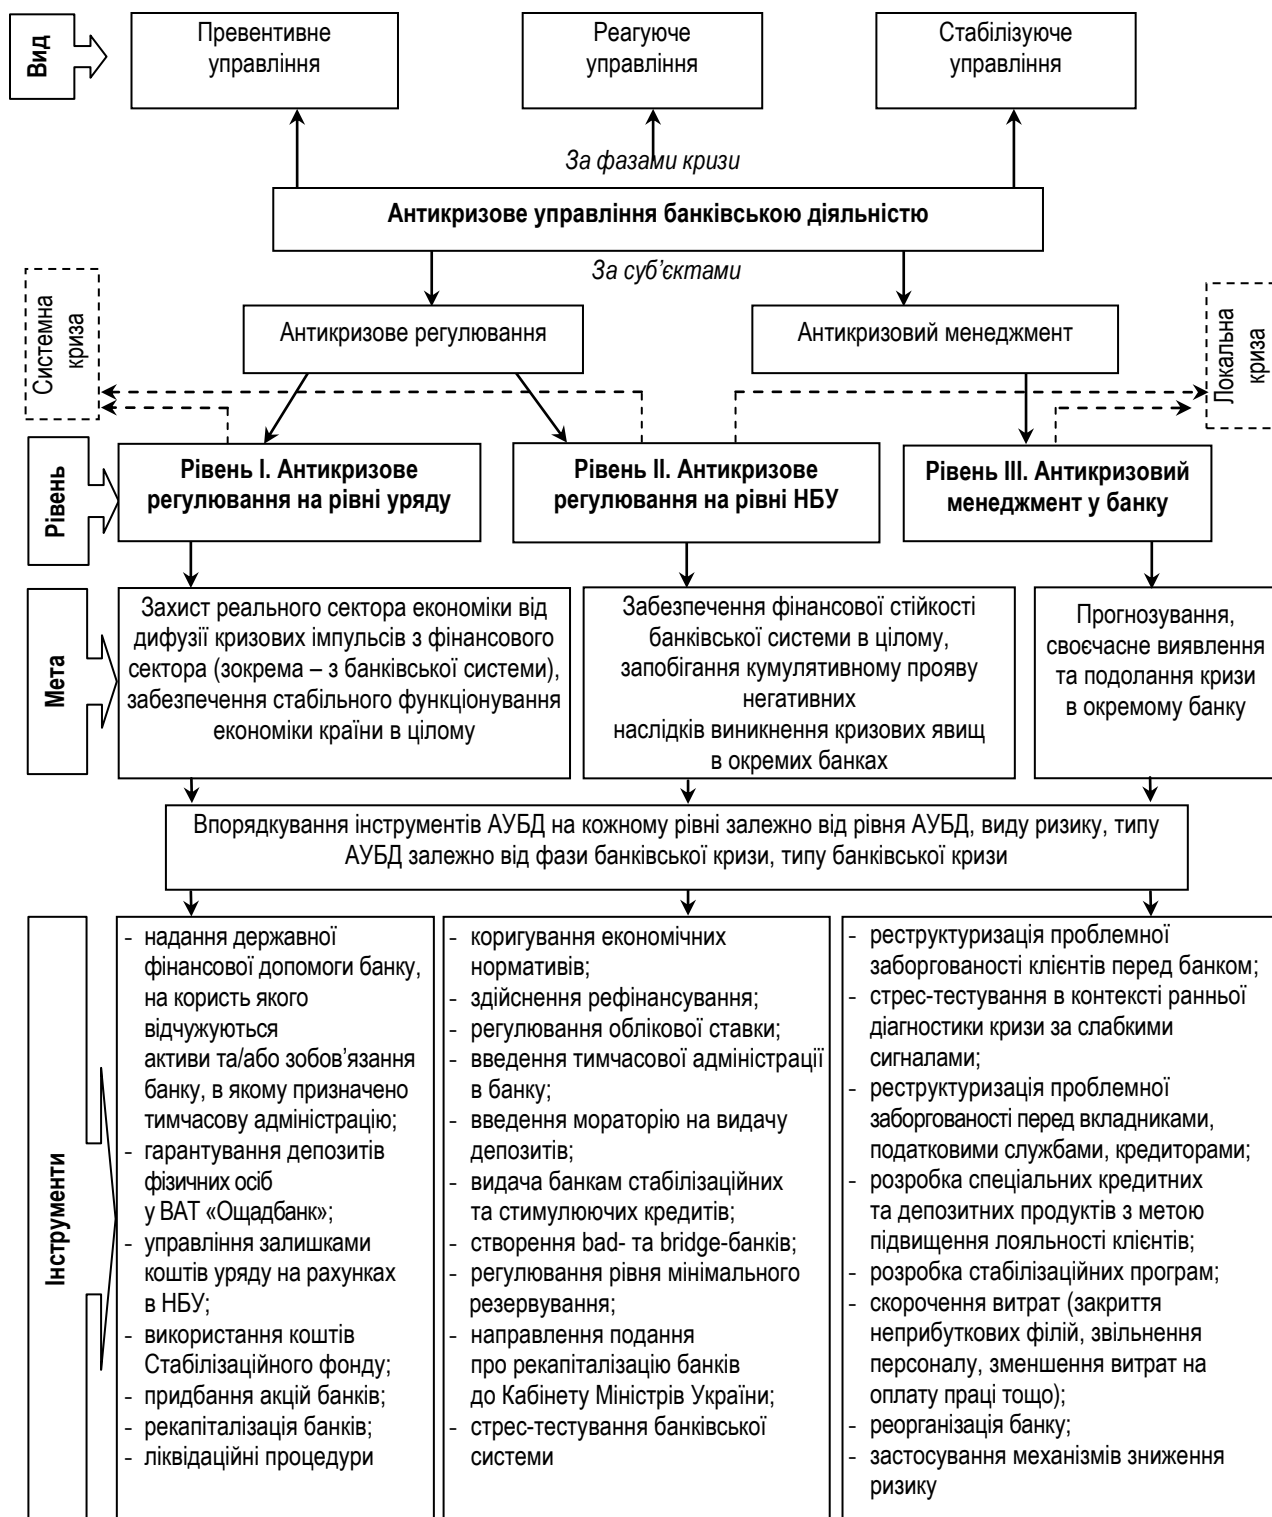 Вид
Превентивне
управління
Реагуюче
управління
Стабілізуюче
управління
За фазами кризи
Антикризове управління банківською діяльністю
За суб’єктами
Системна
криза
Антикризове регулювання
Антикризовий менеджмент
Локальна
криза
Рівень
Рівень І. Антикризове
регулювання на рівні уряду
Рівень ІІ. Антикризове
регулювання на рівні НБУ
Рівень ІІІ. Антикризовий
менеджмент у банку
Мета
Захист реального сектора економіки від
дифузії кризових імпульсів з фінансового
сектора (зокрема – з банківської системи),
забезпечення стабільного функціонування
економіки країни в цілому
Забезпечення фінансової стійкості
банківської системи в цілому,
запобігання кумулятивному прояву
негативних
наслідків виникнення кризових явищ
в окремих банках
Прогнозування,
своєчасне виявлення
та подолання кризи
в окремому банку
Впорядкування інструментів АУБД на кожному рівні залежно від рівня АУБД, виду ризику, типу
АУБД залежно від фази банківської кризи, типу банківської кризи
Інструменти
- надання державної
фінансової допомоги банку,
на користь якого
відчужуються
активи та/або зобов’язання
банку, в якому призначено
тимчасову адміністрацію;
- гарантування депозитів
фізичних осіб
у ВАТ «Ощадбанк»;
- управління залишками
коштів уряду на рахунках
в НБУ;
- використання коштів
Стабілізаційного фонду;
- придбання акцій банків;
- рекапіталізація банків;
- ліквідаційні процедури
- коригування економічних
нормативів;
- здійснення рефінансування;
- регулювання облікової ставки;
- введення тимчасової адміністрації
в банку;
- введення мораторію на видачу
депозитів;
- видача банкам стабілізаційних
та стимулюючих кредитів;
- створення bad- та bridge-банків;
- регулювання рівня мінімального
резервування;
- направлення подання
про рекапіталізацію банків
до Кабінету Міністрів України;
- стрес-тестування банківської
системи
- реструктуризація проблемної
заборгованості клієнтів перед банком;
- стрес-тестування в контексті ранньої
діагностики кризи за слабкими
сигналами;
- реструктуризація проблемної
заборгованості перед вкладниками,
податковими службами, кредиторами;
- розробка спеціальних кредитних
та депозитних продуктів з метою
підвищення лояльності клієнтів;
- розробка стабілізаційних програм;
- скорочення витрат (закриття
неприбуткових філій, звільнення
персоналу, зменшення витрат на
оплату праці тощо);
- реорганізація банку;
- застосування механізмів зниження
ризику